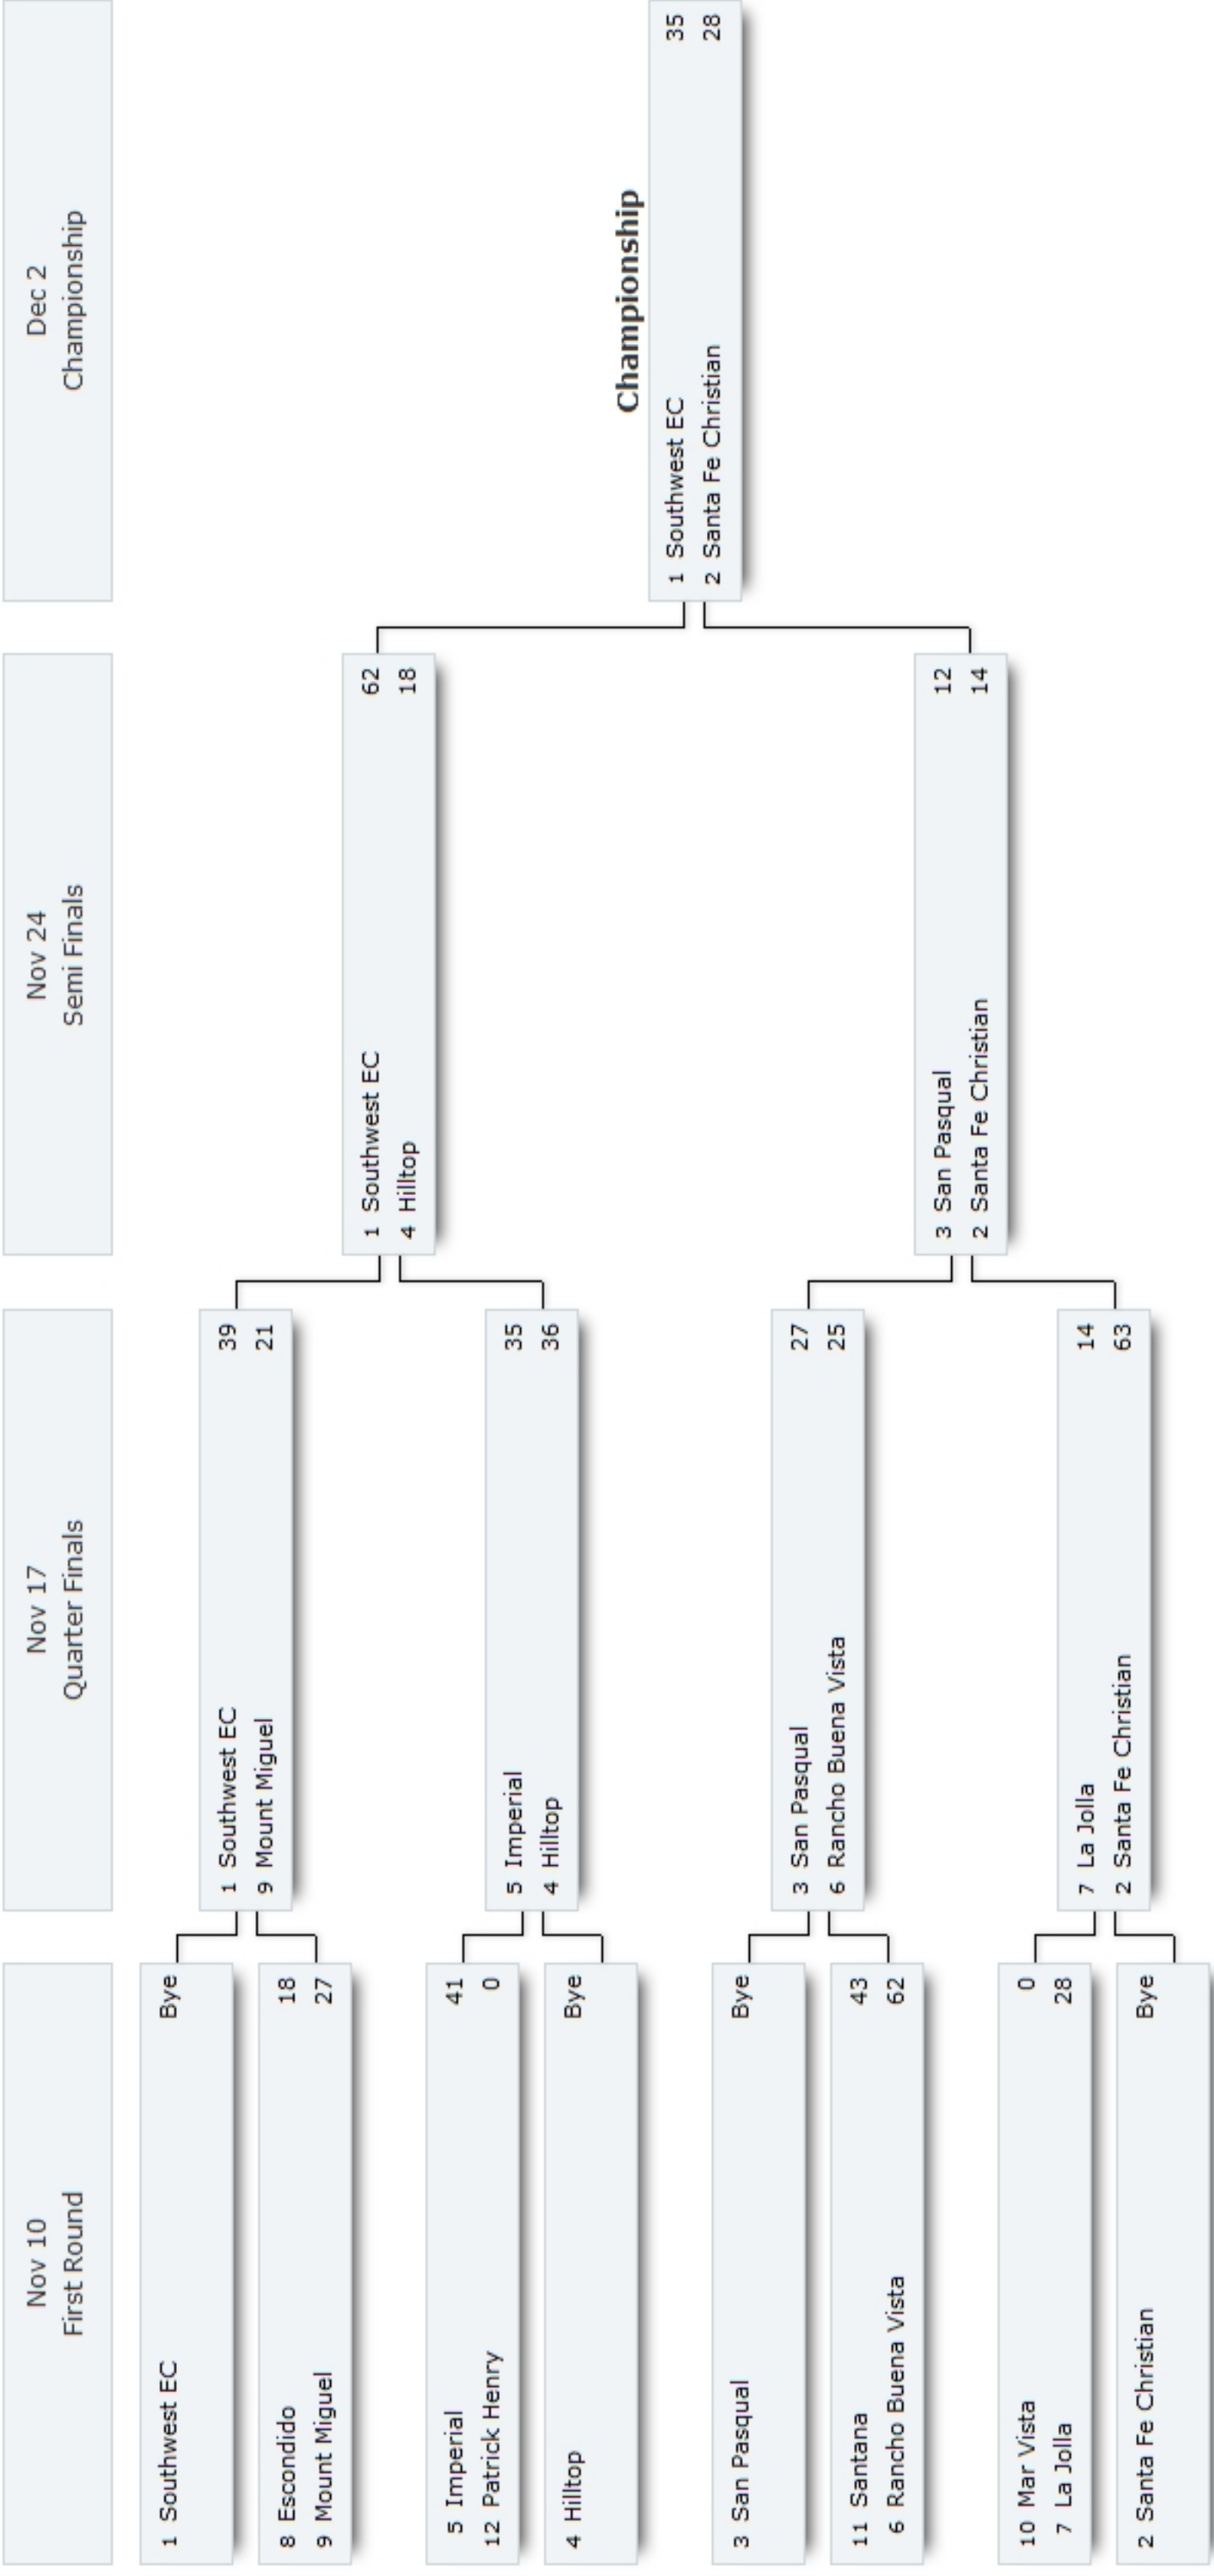 Nov 10
First Round
Nov 17
Quarter Finals
Nov 24
Semi Finals
Dec 2
Championship
1 Southwest EC Bye
8 Escondido 18
9 Mount Miguel 27
5 Imperial 41
12 Patrick Henry 0
4 Hilltop Bye
3 San Pasqual Bye
11 Santana 43
6 Rancho Buena Vista 62
10 Mar Vista 0
7 La Jolla 28
2 Santa Fe Christian Bye
1 Southwest EC 39
9 Mount Miguel 21
5 Imperial 35
4 Hilltop 36
3 San Pasqual 27
6 Rancho Buena Vista 25
7 La Jolla 14
2 Santa Fe Christian 63
1 Southwest EC 62
4 Hilltop 18
3 San Pasqual 12
2 Santa Fe Christian 14
Championship
1 Southwest EC 35
2 Santa Fe Christian 28